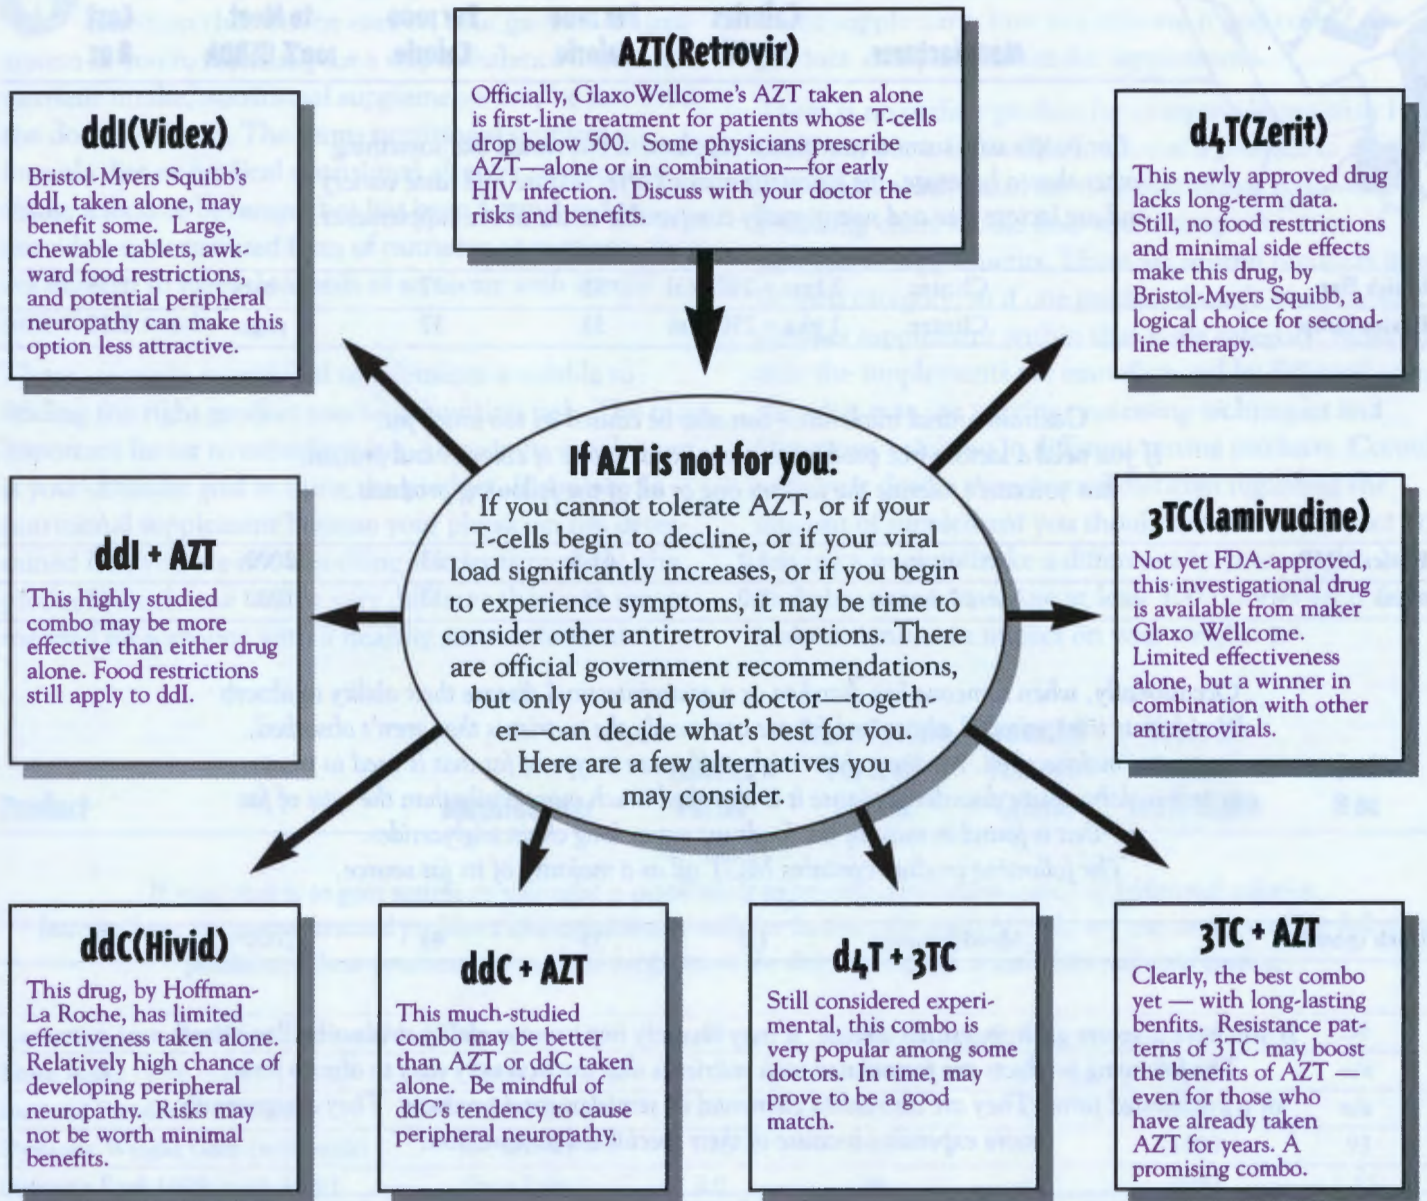 AZT(Retrovir)
Officially, GlaxoWellcome's AZT taken alone
is first-line treatment for patients whose T-cells
drop below 500. Some physicians prescribe
AZT—alone or in combination—for early
HIV infection. Discuss with your doctor the
risks and benefits.
ddI(Videx)
Bristol-Myers Squibb's
ddI, taken alone, may
benefit some. Large,
chewable tablets, awk-
ward food restrictions,
and potential peripheral
neuropathy can make this
option less attractive.
d4T(Zerit)
This newly approved drug
lacks long-term data.
Still, no food resttrictions
and minimal side effects
make this drug, by
Bristol-Myers Squibb, a
logical choice for second-
line therapy.
If AZT is not for you:
If you cannot tolerate AZT, or if your
T-cells begin to decline, or if your viral
load significantly increases, or if you begin
to experience symptoms, it may be time to
consider other antiretroviral options. There
are official government recommendations,
but only you and your doctor—togeth-
er—can decide what's best for you.
Here are a few alternatives you
may consider.
ddI + AZT
This highly studied
combo may be more
effective than either drug
alone. Food restrictions
still apply to ddI.
3TC(lamivudine)
Not yet FDA-approved,
this investigational drug
is available from maker
Glaxo Wellcome.
Limited effectiveness
alone, but a winner in
combination with other
antiretrovirals.
ddC(Hivid)
This drug, by Hoffman-
La Roche, has limited
effectiveness taken alone.
Relatively high chance of
developing peripheral
neuropathy. Risks may
not be worth minimal
benefits.
ddC + AZT
This much-studied
combo may be better
than AZT or ddC taken
alone. Be mindful of
ddC's tendency to cause
peripheral neuropathy.
d4T + 3TC
Still considered experi-
mental, this combo is
very popular among some
doctors. In time, may
prove to be a good
match.
3TC + AZT
Clearly, the best combo
yet — with long-lasting
benfits. Resistance pat-
terns of 3TC may boost
the benefits of AZT —
even for those who
have already taken
AZT for years. A
promising combo.